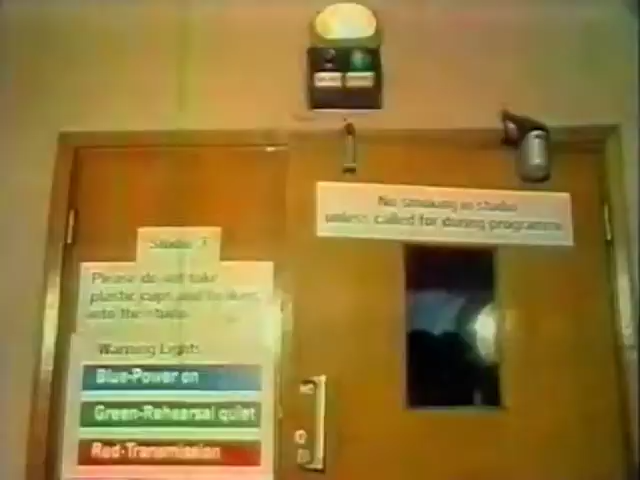 No smoking in studio
unless called for during programme
Studio
Please do not take
plastic cups and
into the studio
Warning Lights
Blue-Power on
Green-Rehearsal quiet
Red-Transmission